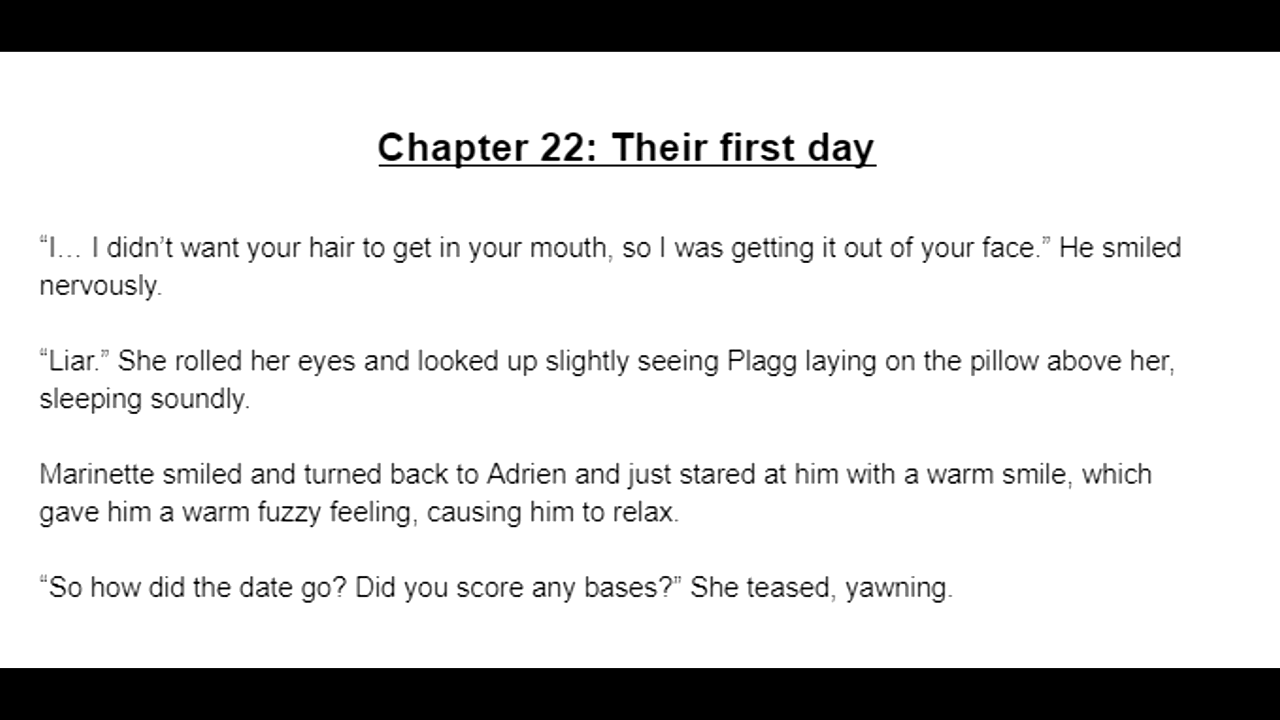 Chapter 22: Their first day
“I... I didn’t want your hair to get in your mouth, so I was getting it out of your face.” He smiled
nervously.
“Liar.” She rolled her eyes and looked up slightly seeing Plagg laying on the pillow above her,
sleeping soundly.
Marinette smiled and turned back to Adrien and just stared at him with a warm smile, which
gave him a warm fuzzy feeling, causing him to relax.
“So how did the date go? Did you score any bases?” She teased, yawning.